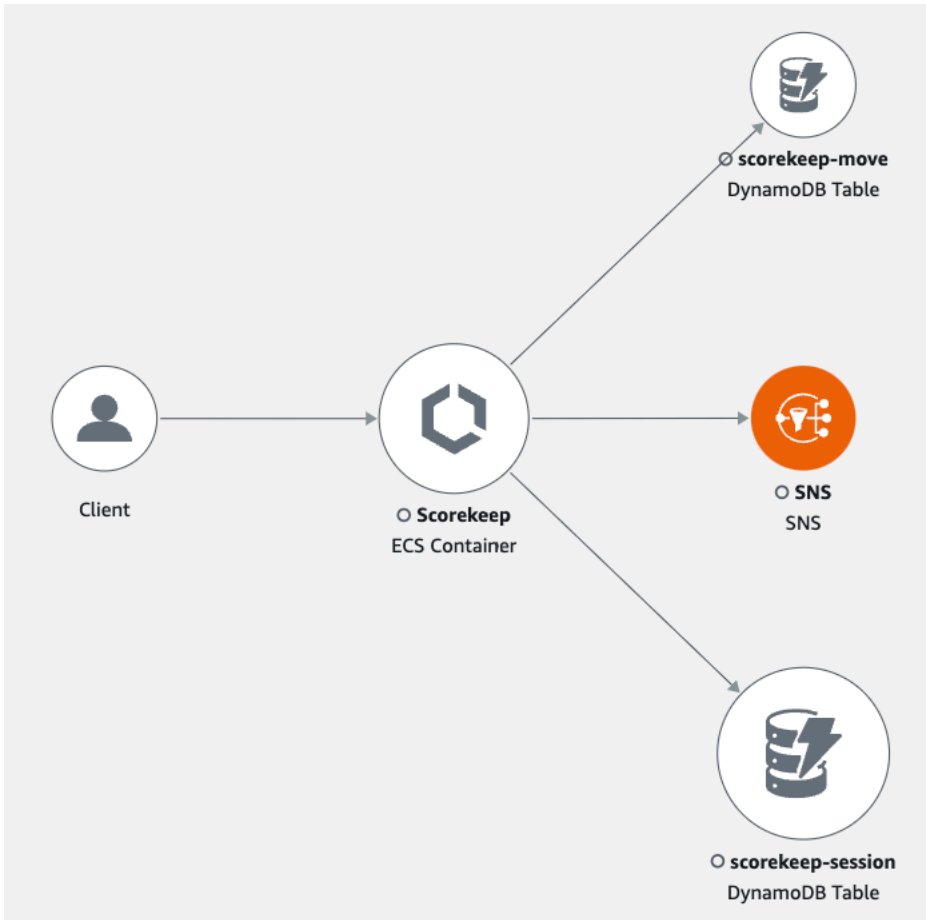 scorekeep-move
DynamoDB Table
Client
Scorekeep
ECS Container
SNS
SNS
scorekeep-session
DynamoDB Table